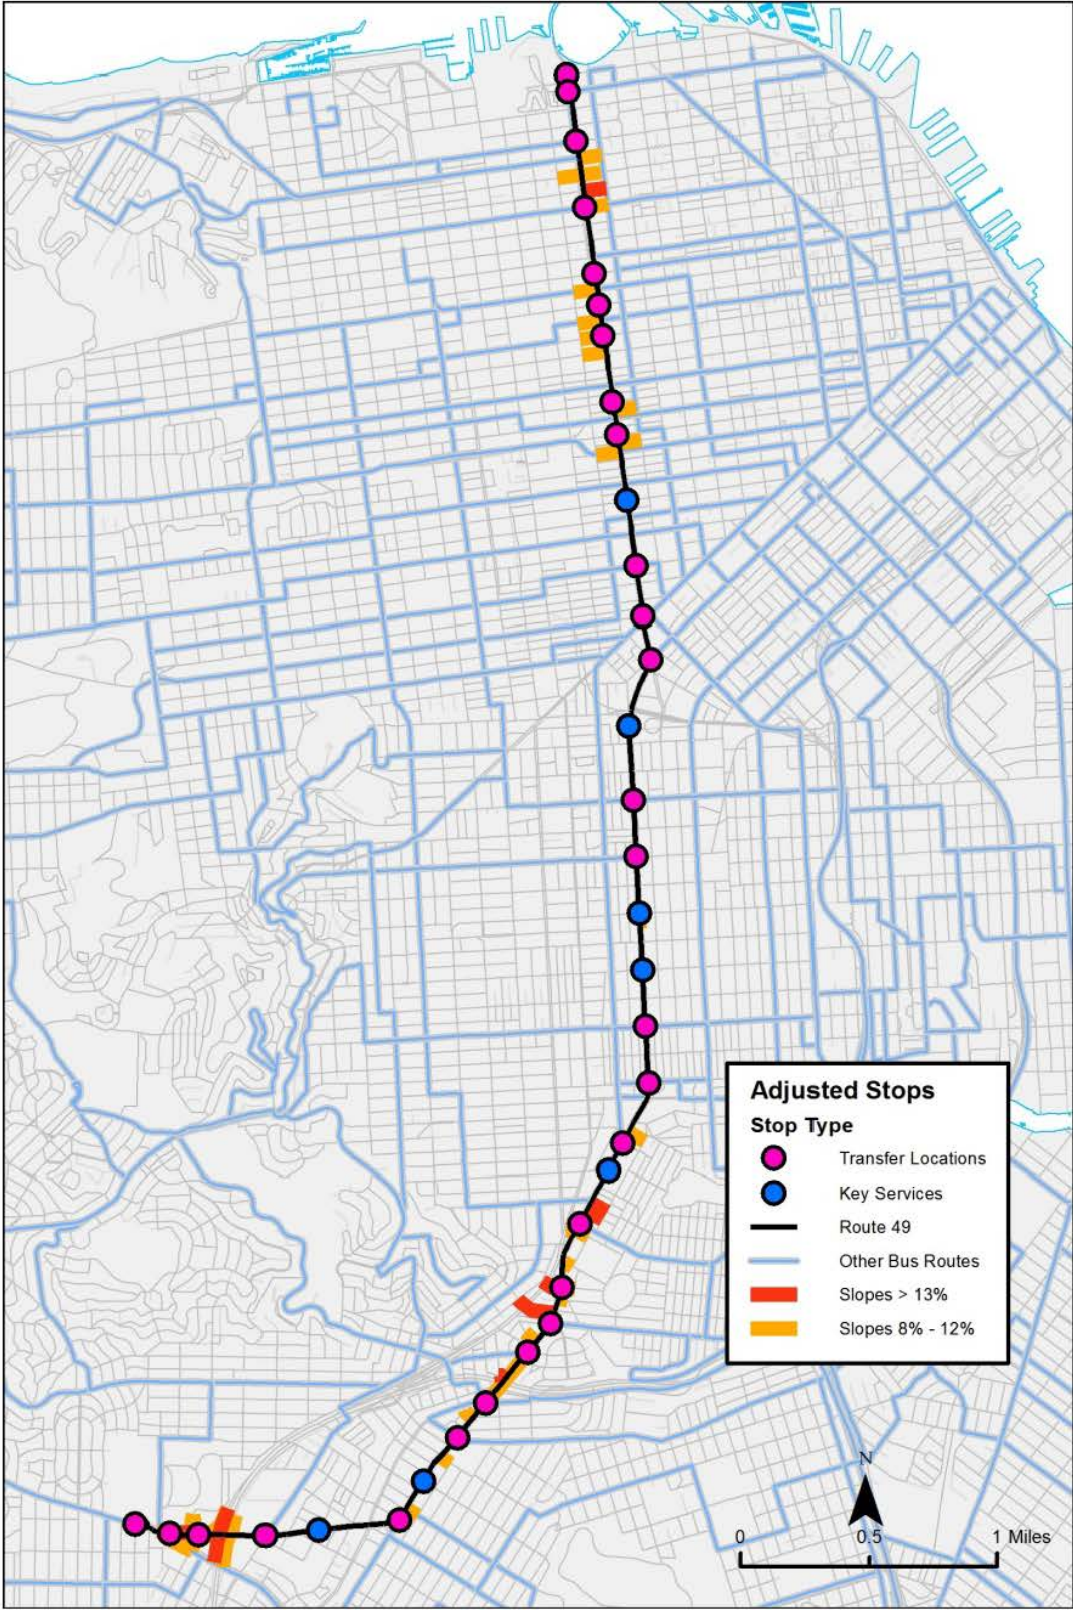 Adjusted Stops
Stop Type
Transfer Locations
Key Services
Route 49
Other Bus Routes
Slopes > 13%
Slopes 8% - 12%
N
0 0.5 1 Miles